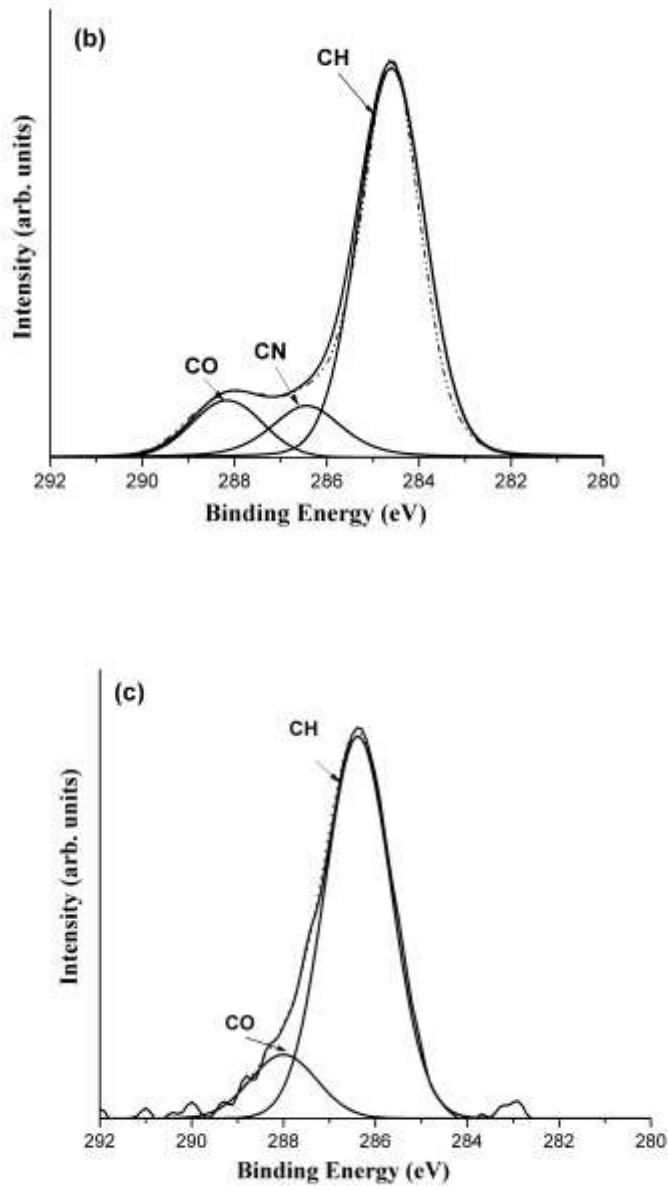 (b)
CH
CO
CN
Intensity (arb. units)
292 290 288 286 284 282 280
Binding Energy (eV)
(c)
CH
CO
Intensity (arb. units)
292 290 288 286 284 282 280
Binding Energy (eV)